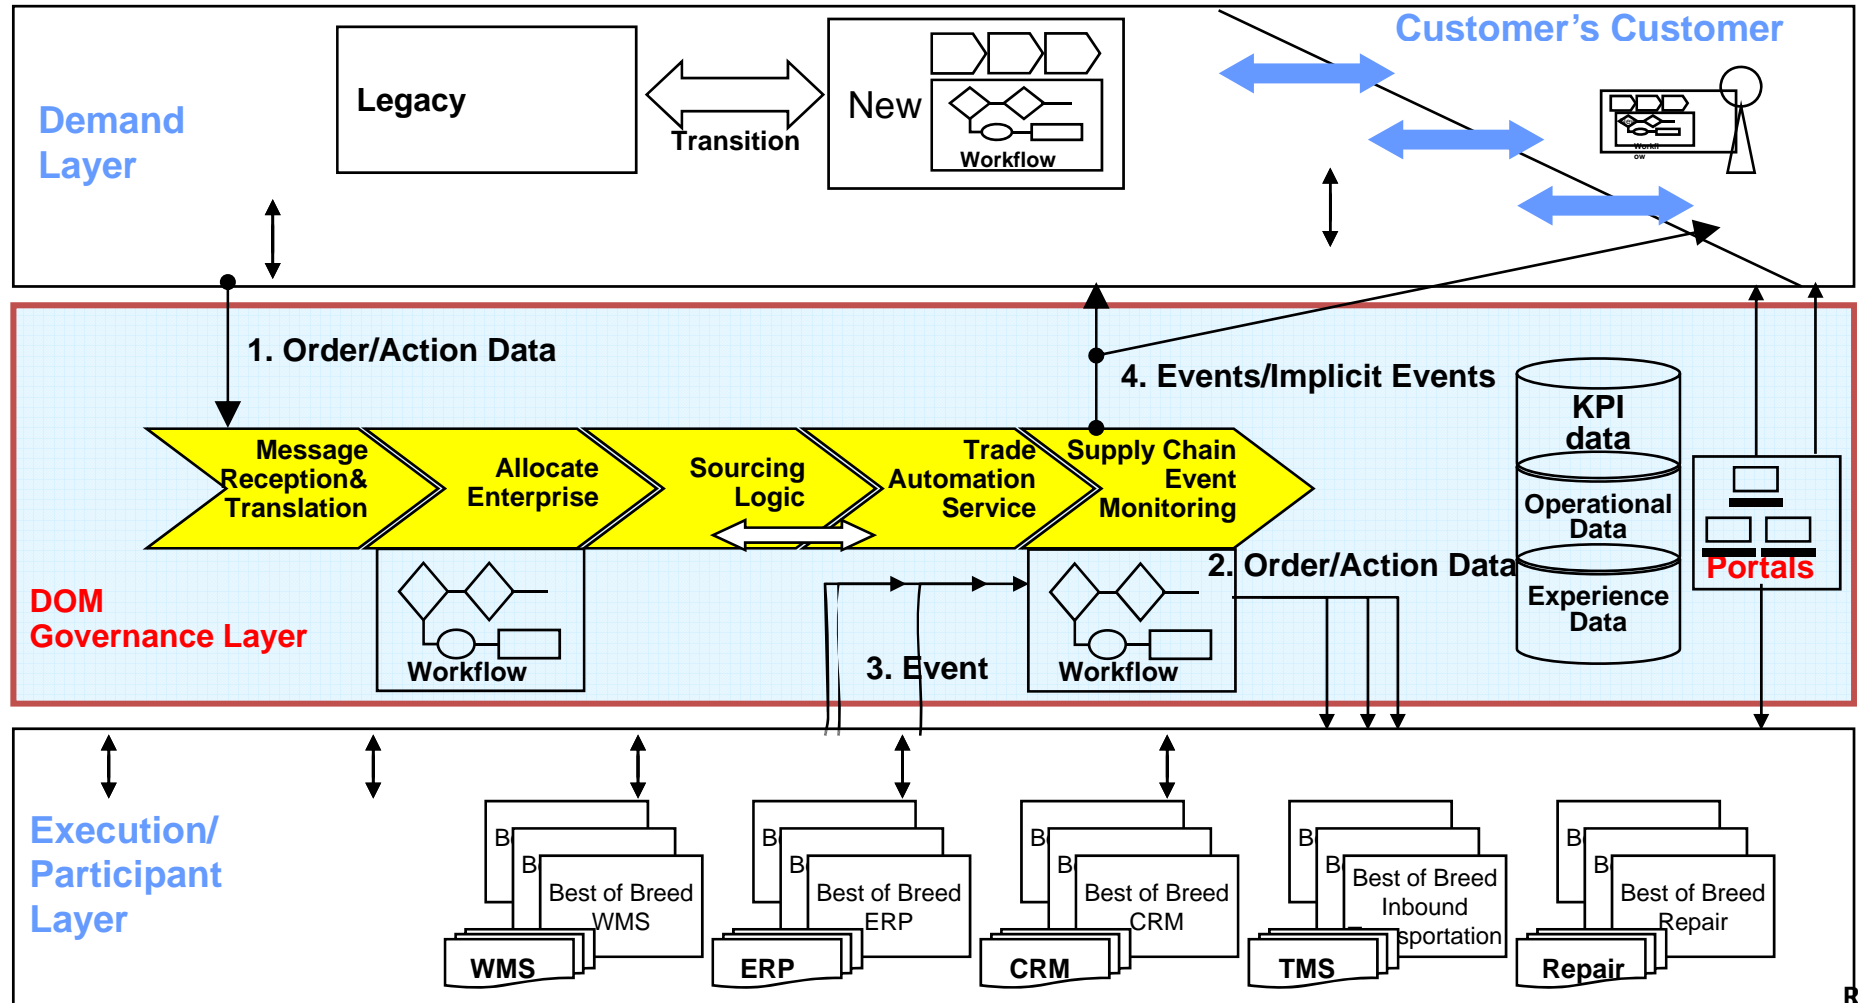 Customer's Customer
Demand
Layer
Legacy
Transition
New
Workflow
Workfl
ow
1. Order/Action Data
4. Events/Implicit Events
Message
Reception&
Translation
Allocate
Enterprise
Sourcing
Logic
Trade
Automation
Service
Supply Chain
Event
Monitoring
KPI
data
Operational
Data
Experience
Data
Portals
2. Order/Action Data
DOM
Governance Layer
Workflow
3. Event
Workflow
Execution/
Participant
Layer
B
B
Best of Breed
WMS
WMS
B
B
Best of Breed
ERP
ERP
B
B
Best of Breed
CRM
CRM
B
B
Best of Breed
Inbound
sportation
TMS
B
B
Best of Breed
Repair
Repair
R